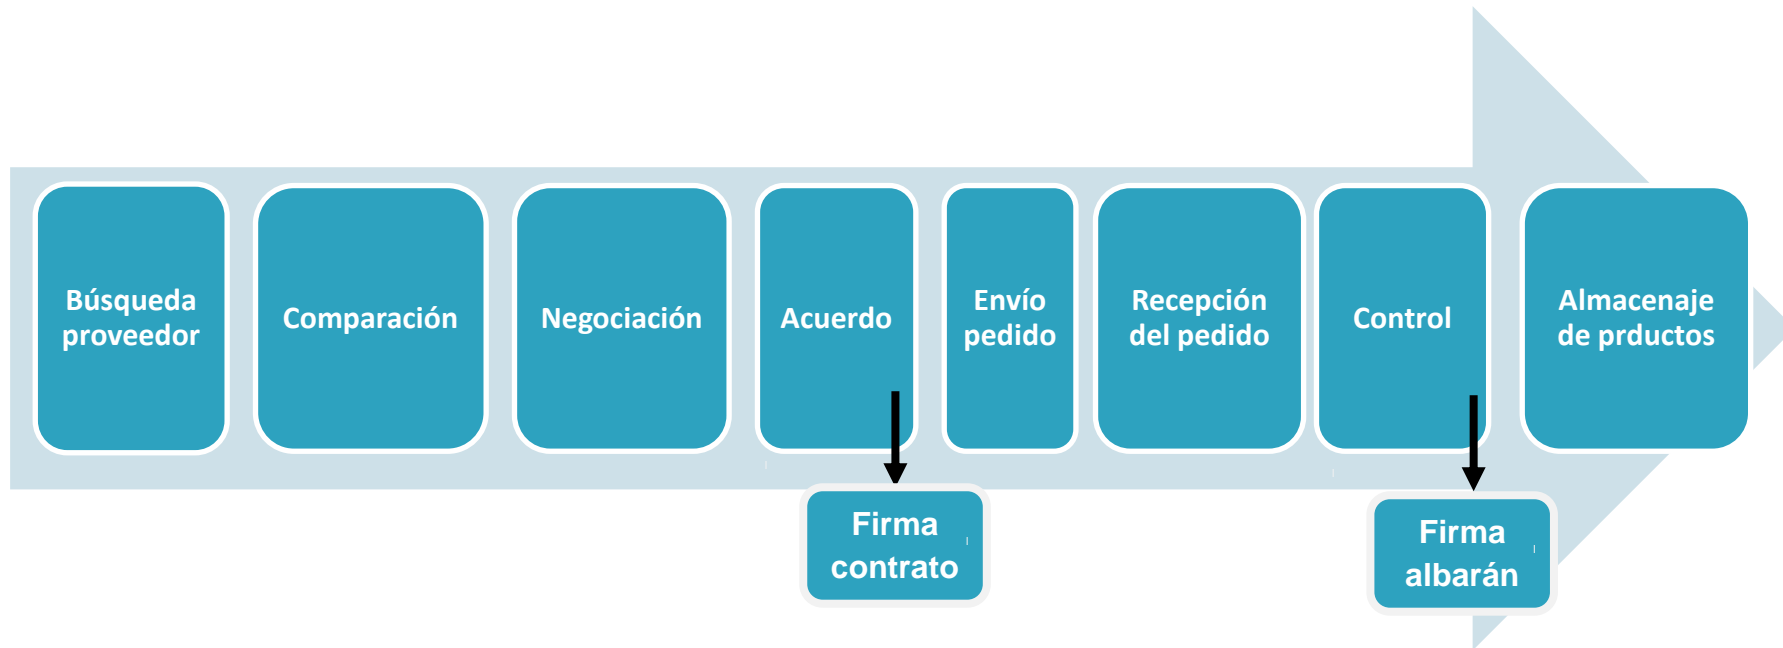 Búsqueda
proveedor
Comparación
Negociación
Acuerdo
Envío
pedido
Recepción
del pedido
Control
Almacenaje
de prductos
Firma
contrato
Firma
albarán